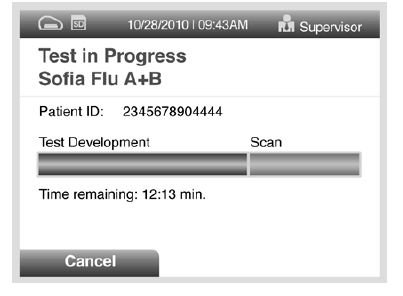 SD 10/28/2010 | 09:43AM Supervisor
Test in Progress
Sofia Flu A+B
Patient ID: 2345678904444
Test Development Scan
Time remaining: 12:13 min.
Cancel